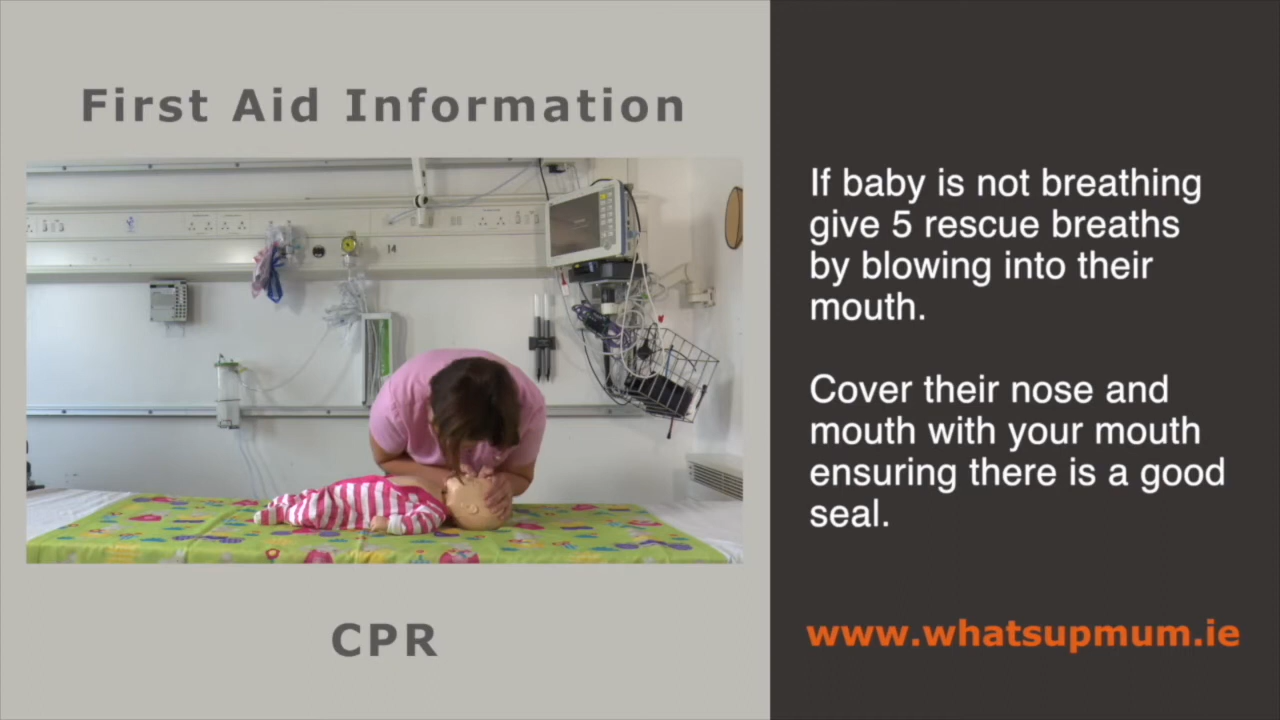 First Aid Information
14
CPR
If baby is not breathing
give 5 rescue breaths
by blowing into their
mouth.
Cover their nose and
mouth with your mouth
ensuring there is a good
seal.
www.whatsupmum.ie